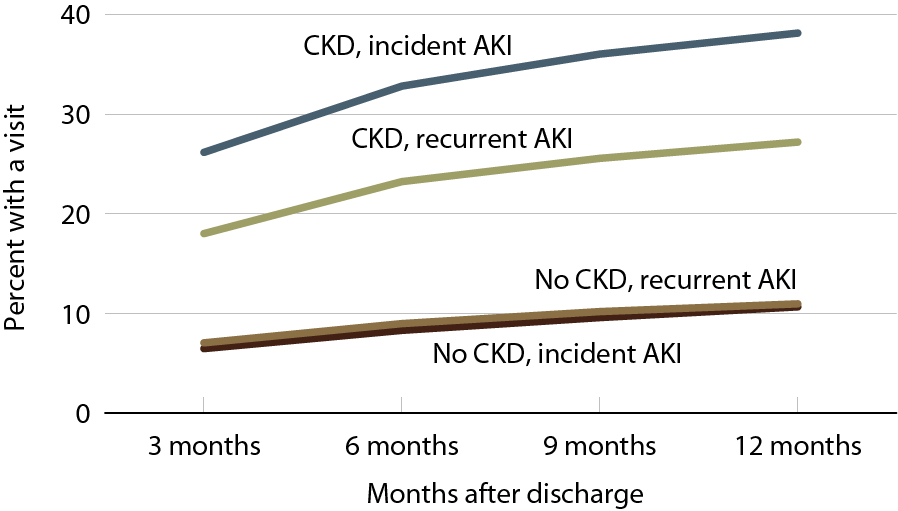 40
CKD, incident AKI
30
CKD, recurrent AKI
20
No CKD, recurrent AKI
10
No CKD, incident AKI
0
3 months
6 months
9 months
12 months
Months after discharge
Percent with a visit